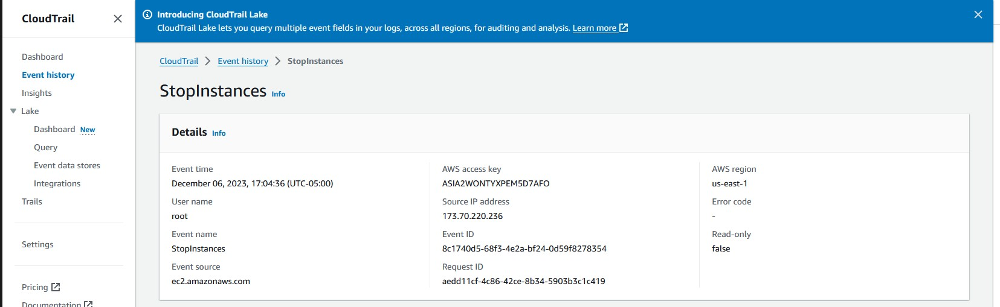 CloudTrail
Dashboard
Event history
Insights
Lake
Dashboard New
Query
Event data stores
Integrations
Trails
Settings
Pricing
Documentation
Introducing CloudTrail Lake
CloudTrail Lake lets you query multiple event fields in your logs, across all regions, for auditing and analysis. Learn more
CloudTrail > Event history > StopInstances
StopInstances Info
Details Info
Event time
December 06, 2023, 17:04:36 (UTC-05:00)
User name
root
Event name
StopInstances
Event source
ec2.amazonaws.com
AWS access key
ASIA2WONTYXPEM5D7AFO
Source IP address
173.70.220.236
Event ID
8c1740d5-68f3-4e2a-bf24-0d59f8278354
Request ID
aedd11cf-4c86-42ce-8b34-5903b3c1c419
AWS region
us-east-1
Error code
-
Read-only
false